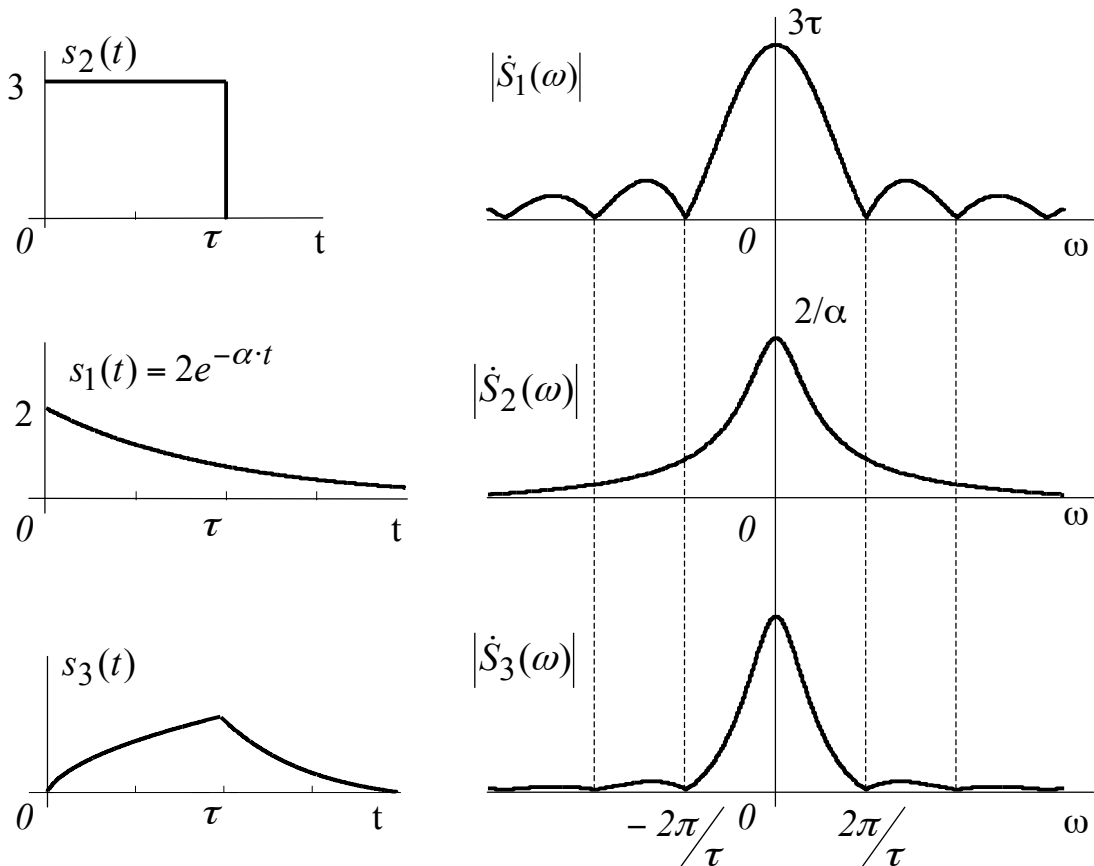 s₂(t)
3
0 τ t
3τ
|Ṡ₁(ω)|
0 ω
s₁(t) = 2e^{−α·t}
2
0 τ t
2/α
|Ṡ₂(ω)|
0 ω
s₃(t)
0 τ t
|Ṡ₃(ω)|
−2π/τ 0 2π/τ ω